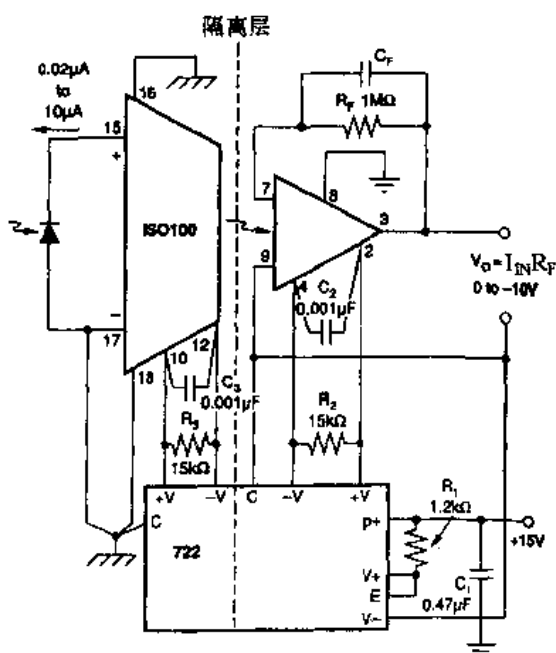 隔离层
0.02μA
to
10μA
16
15
+
ISO100
−
17
18
10
12
C3
0.001μF
R3
15kΩ
CF
RF 1MΩ
7
8
3
9
2
4
C2
0.001μF
VO = IINRF
0 to −10V
R2
15kΩ
+V
−V
C
−V
+V
C
722
P+
V+
E
V−
R1
1.2kΩ
+15V
C1
0.47μF